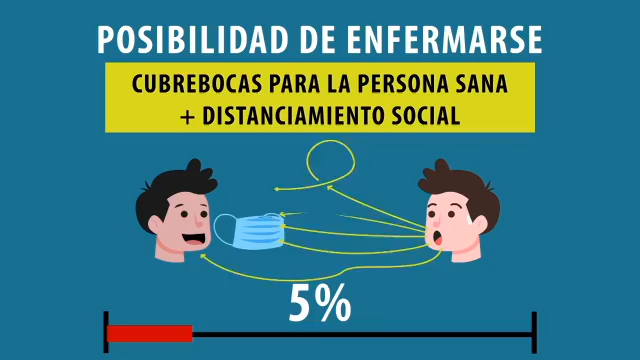 POSIBILIDAD DE ENFERMARSE
CUBREBOCAS PARA LA PERSONA SANA
+ DISTANCIAMIENTO SOCIAL
5%